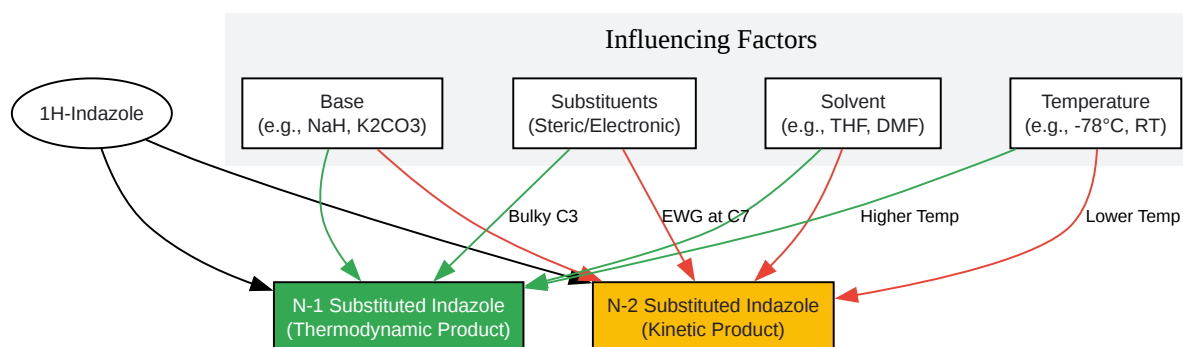 Influencing Factors
1H-Indazole
Base
(e.g., NaH, K2CO3)
Substituents
(Steric/Electronic)
Solvent
(e.g., THF, DMF)
Temperature
(e.g., -78°C, RT)
Bulky C3
EWG at C7
Higher Temp
Lower Temp
N-1 Substituted Indazole
(Thermodynamic Product)
N-2 Substituted Indazole
(Kinetic Product)